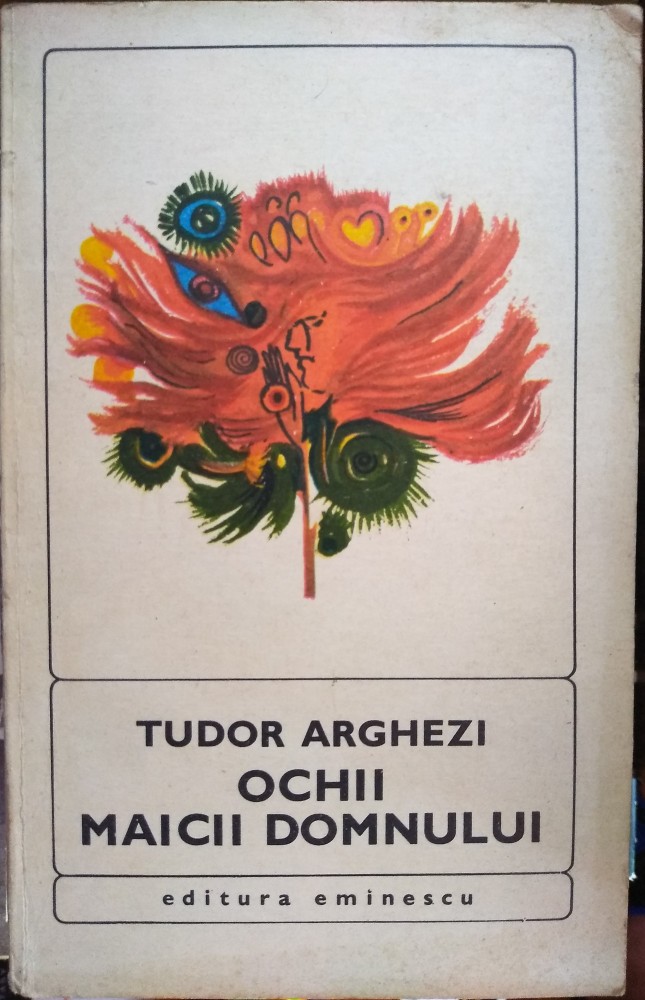 TUDOR ARGHEZI
OCHII
MAICII DOMNULUI
editura eminescu